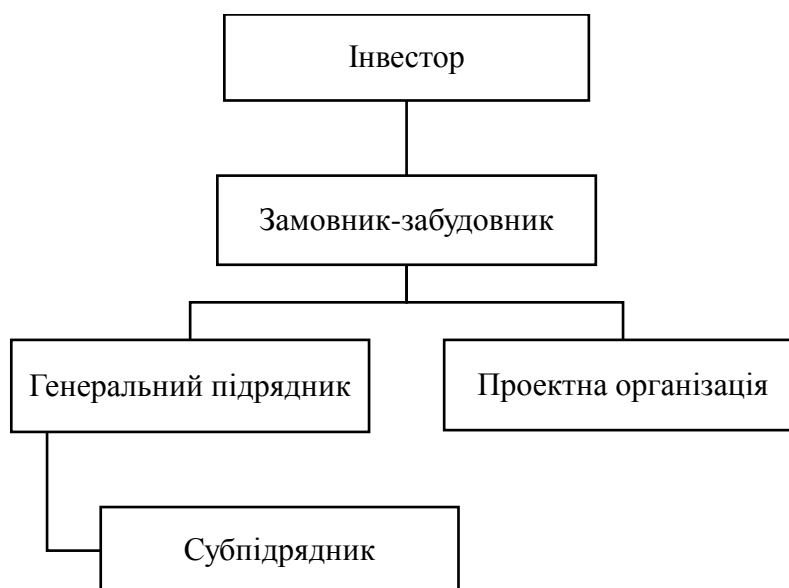 Інвестор
Замовник-забудовник
Генеральний підрядник
Проектна організація
Субпідрядник